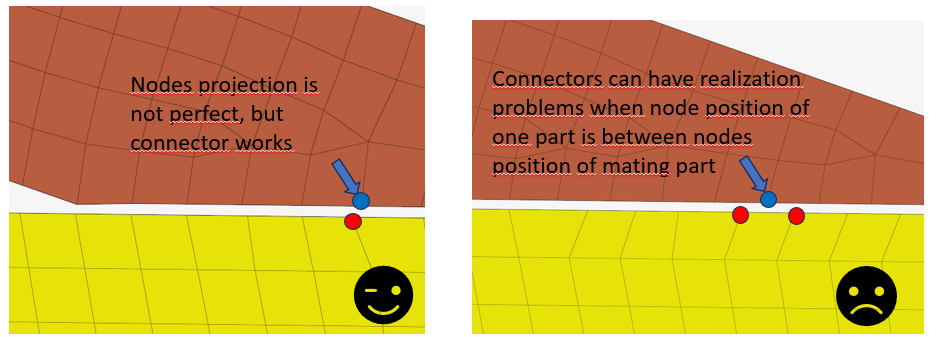 Nodes projection is
not perfect, but
connector works
Connectors can have realization
problems when node position of
one part is between nodes
position of mating part